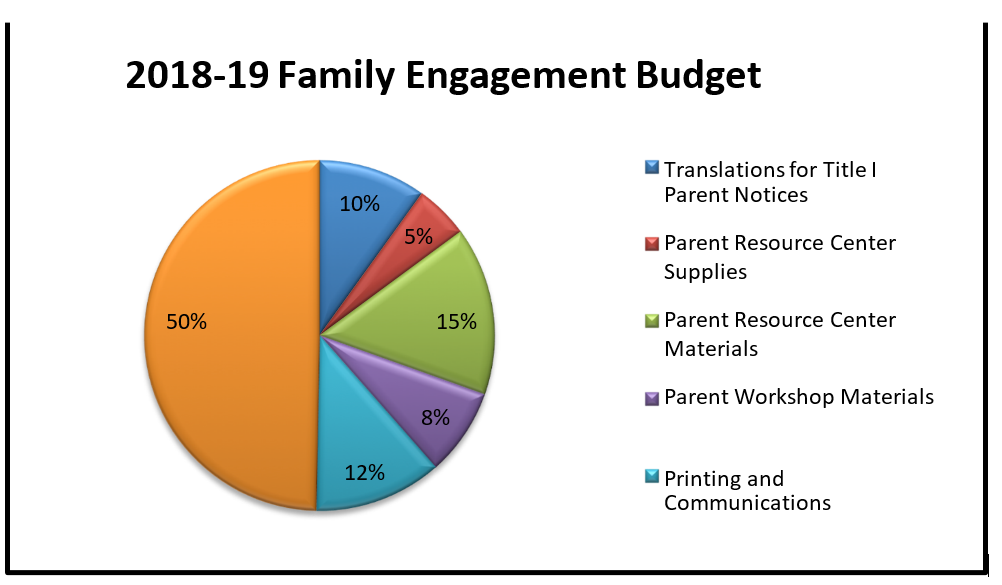 2018-19 Family Engagement Budget
10%
5%
15%
8%
12%
50%
Translations for Title I
Parent Notices
Parent Resource Center
Supplies
Parent Resource Center
Materials
Parent Workshop Materials
Printing and
Communications